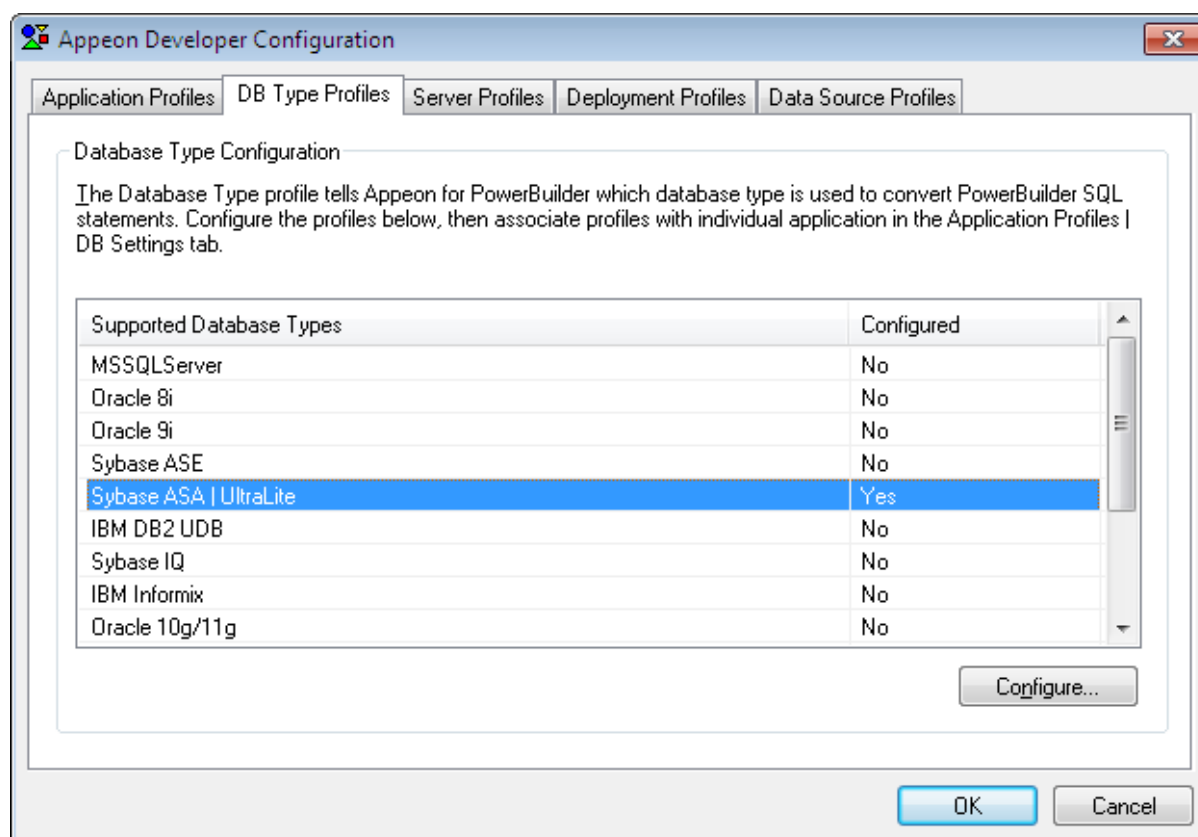 Appeon Developer Configuration
Application Profiles
DB Type Profiles
Server Profiles
Deployment Profiles
Data Source Profiles
Database Type Configuration
The Database Type profile tells Appeon for PowerBuilder which database type is used to convert PowerBuilder SQL
statements. Configure the profiles below, then associate profiles with individual application in the Application Profiles |
DB Settings tab.
Supported Database Types Configured
MSSQLServer No
Oracle 8i No
Oracle 9i No
Sybase ASE No
Sybase ASA | UltraLite Yes
IBM DB2 UDB No
Sybase IQ No
IBM Informix No
Oracle 10g/11g No
Configure...
OK
Cancel